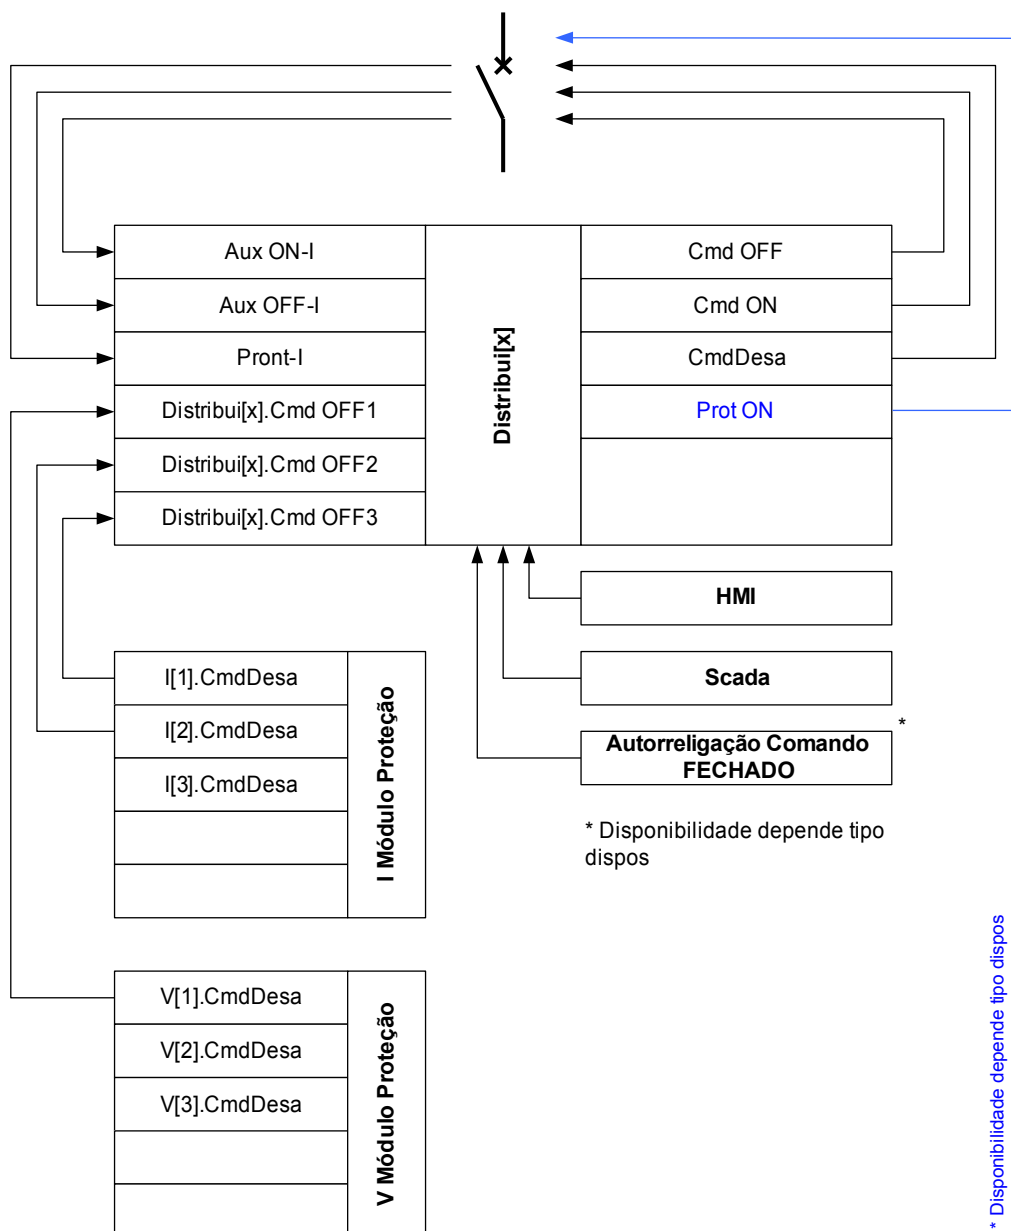 Aux ON-I
Cmd OFF
Aux OFF-I
Cmd ON
Pront-I
CmdDesa
Distribui[x].Cmd OFF1
Prot ON
Distribui[x].Cmd OFF2
Distribui[x].Cmd OFF3
Distribui[x]
HMI
Scada
*
Autorreligação Comando
FECHADO
* Disponibilidade depende tipo
dispos
I[1].CmdDesa
I[2].CmdDesa
I[3].CmdDesa
I Módulo Proteção
V[1].CmdDesa
V[2].CmdDesa
V[3].CmdDesa
V Módulo Proteção
* Disponibilidade depende tipo dispos